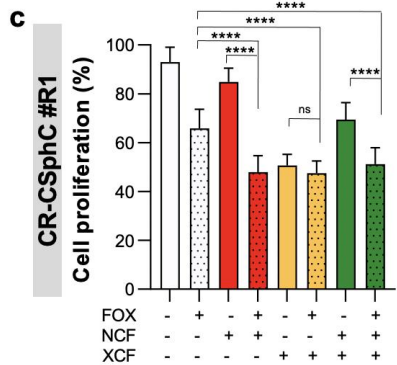 c
CR-CSphC #R1
Cell proliferation (%)
****
****
****
****
ns
****
100
80
60
40
20
0
FOX - + - + - + - +
NCF - - + + - - + +
XCF - - - - + + + +